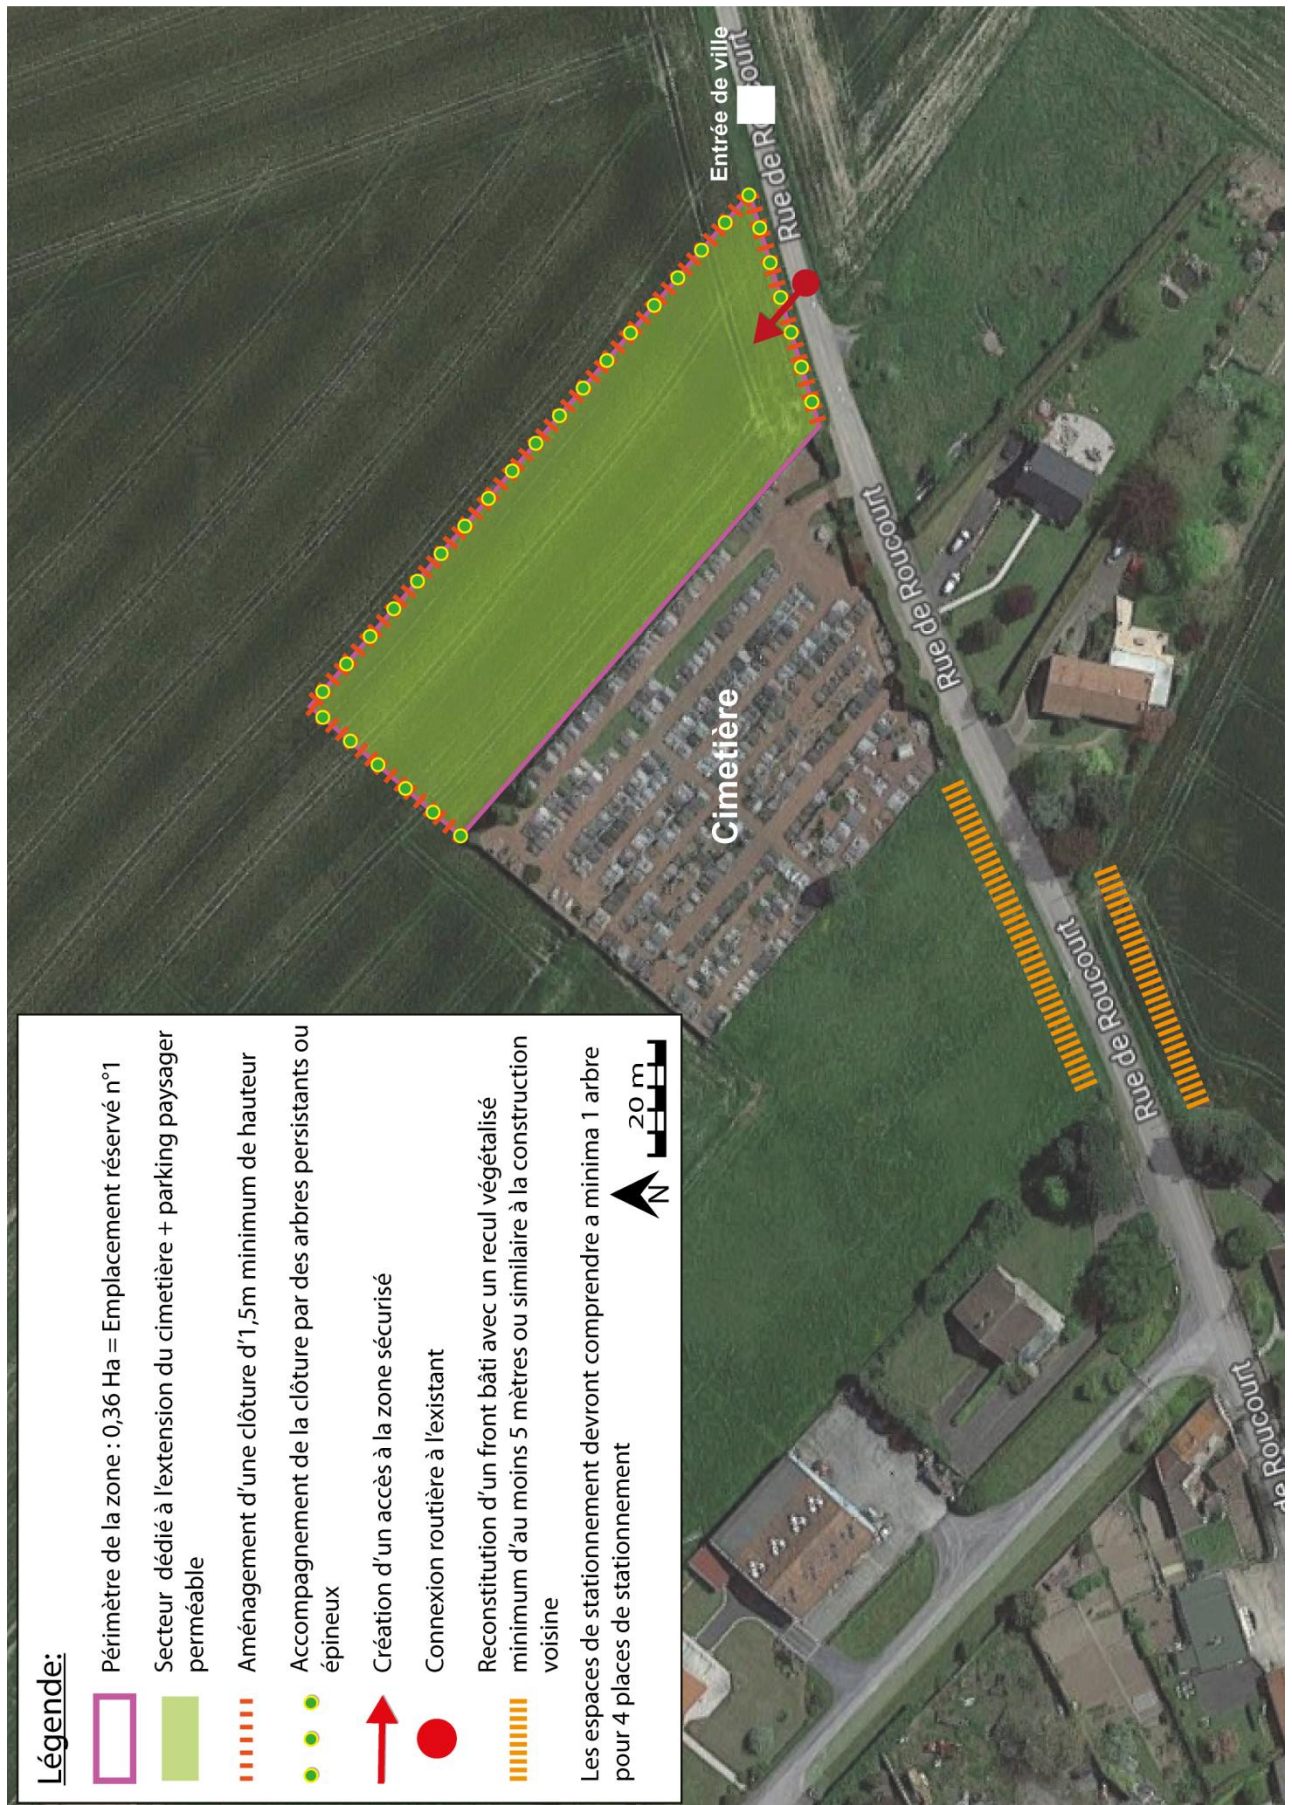 Légende:
Périmètre de la zone : 0,36 Ha = Emplacement réservé n°1
Secteur dédié à l'extension du cimetière + parking paysager
perméable
Aménagement d'une clôture d'1,5m minimum de hauteur
Accompagnement de la clôture par des arbres persistants ou
épineux
Création d'un accès à la zone sécurisé
Connexion routière à l'existant
Reconstitution d'un front bâti avec un recul végétalisé
minimum d'au moins 5 mètres ou similaire à la construction
voisine
Les espaces de stationnement devront comprendre a minima 1 arbre
pour 4 places de stationnement
N
20 m
Cimetière
Entrée de ville
Rue de Roucourt
Rue de Roucourt
Rue de Roucourt
de Roucourt